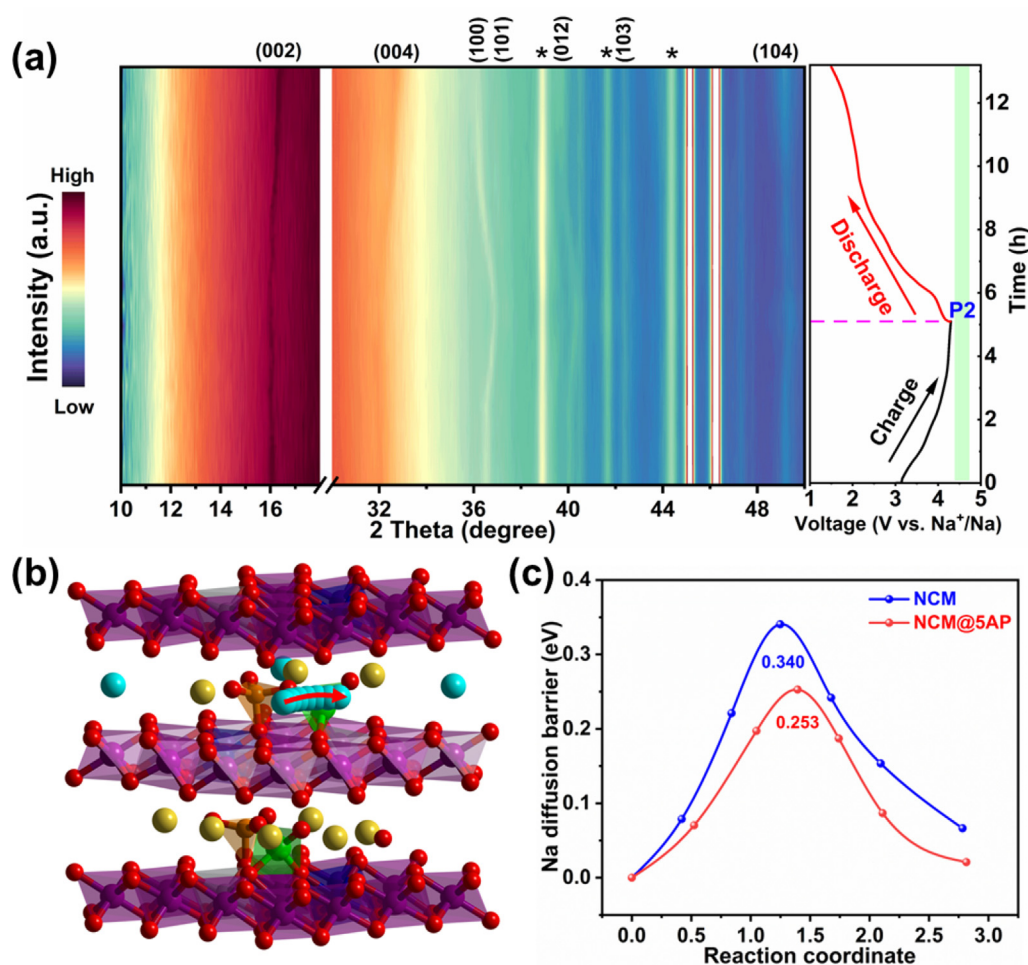 (a)
(002)
(004)
(100)
(101)
*
(012)
*
(103)
*
(104)
High
Intensity (a.u.)
Low
10
12
14
16
32
36
40
44
48
2 Theta (degree)
Discharge
P2
Charge
12
10
8
6
4
2
0
Time (h)
1
2
3
4
5
Voltage (V vs. Na⁺/Na)
(b)
(c)
0.4
0.3
0.2
0.1
0.0
Na diffusion barrier (eV)
NCM
NCM@5AP
0.340
0.253
0.0
0.5
1.0
1.5
2.0
2.5
3.0
Reaction coordinate